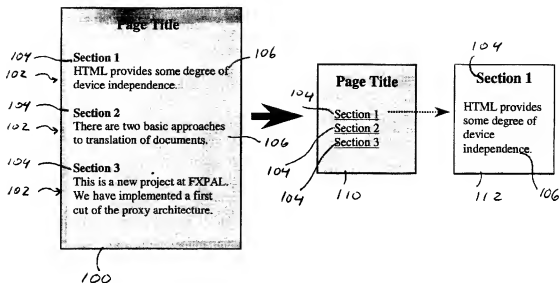 Page Title
104
Section 1
102
HTML provides some degree of
device independence.
106
104
Section 2
102
There are two basic approaches
to translation of documents.
106
104
Section 3
102
This is a new project at FXPAL.
We have implemented a first
cut of the proxy architecture.
100
Page Title
104
Section 1
104
Section 2
104
Section 3
110
104
Section 1
HTML provides
some degree of
device
independence.
112
106